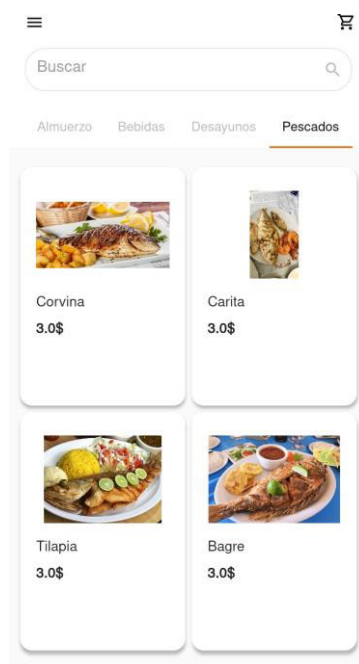 Buscar
Almuerzo Bebidas Desayunos Pescados
Corvina
3.0$
Carita
3.0$
Tilapia
3.0$
Bagre
3.0$